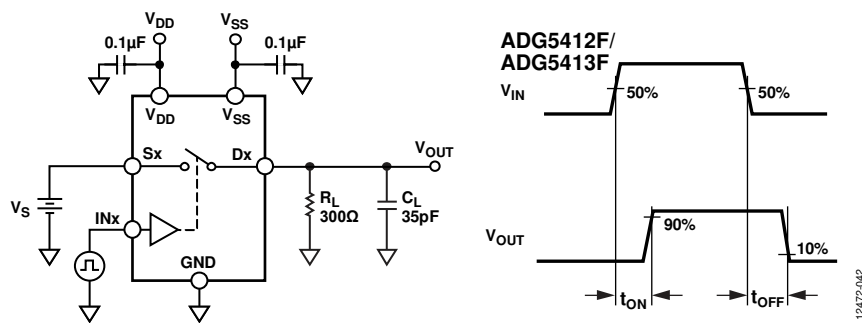 VDD
VSS
0.1µF
0.1µF
VDD
VSS
Sx
Dx
VOUT
VS
INx
RL
300Ω
CL
35pF
GND
ADG5412F/
ADG5413F
VIN
50%
50%
VOUT
90%
10%
tON
tOFF
12472-042